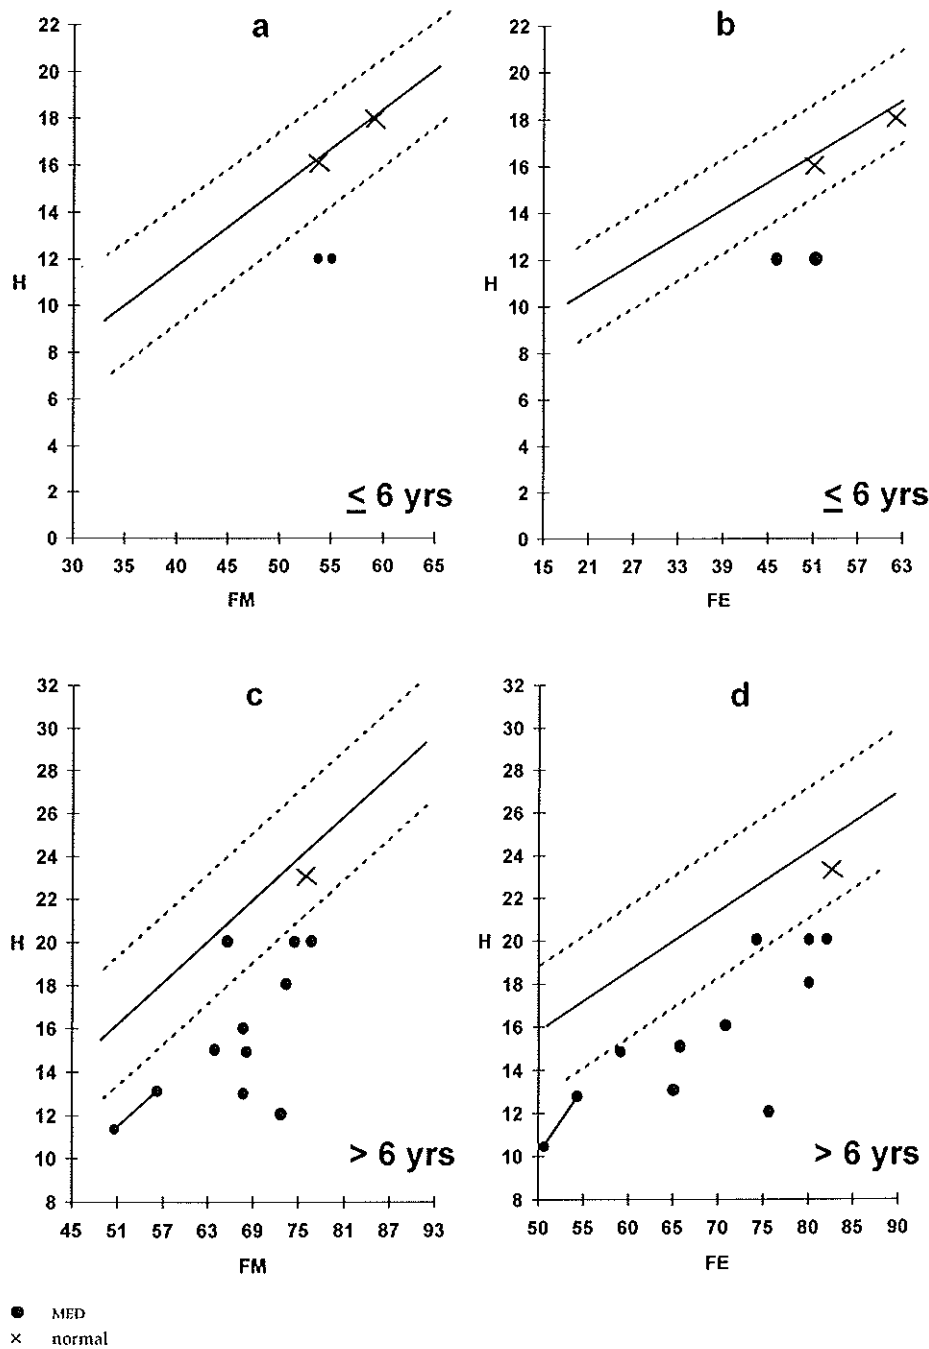 a
22
20
18
16
14
12
H
10
8
6
4
2
0
≤ 6 yrs
30 35 40 45 50 55 60 65
FM
b
22
20
18
16
14
12
H
10
8
6
4
2
0
≤ 6 yrs
15 21 27 33 39 45 51 57 63
FE
c
32
30
28
26
24
22
H 20
18
16
14
12
10
8
> 6 yrs
45 51 57 63 69 75 81 87 93
FM
d
32
30
28
26
24
22
H 20
18
16
14
12
10
8
> 6 yrs
50 55 60 65 70 75 80 85 90
FE
MED
normal